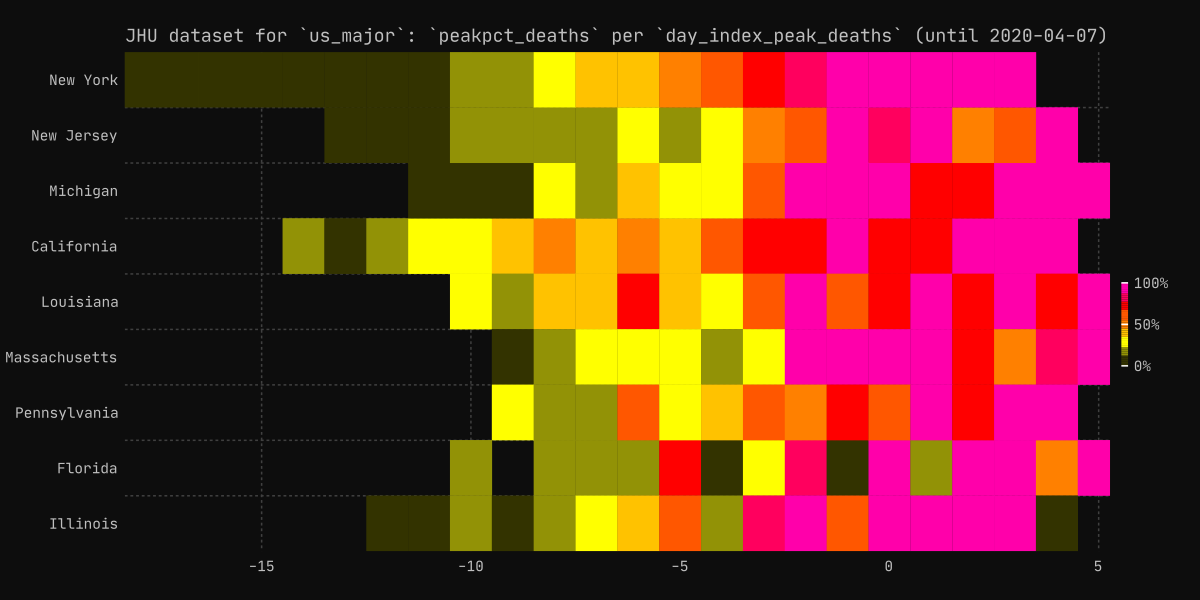 JHU dataset for `us_major`: `peakpct_deaths` per `day_index_peak_deaths` (until 2020-04-07)
New York
New Jersey
Michigan
California
Louisiana
Massachusetts
Pennsylvania
Florida
Illinois
100%
50%
0%
−15
−10
−5
0
5